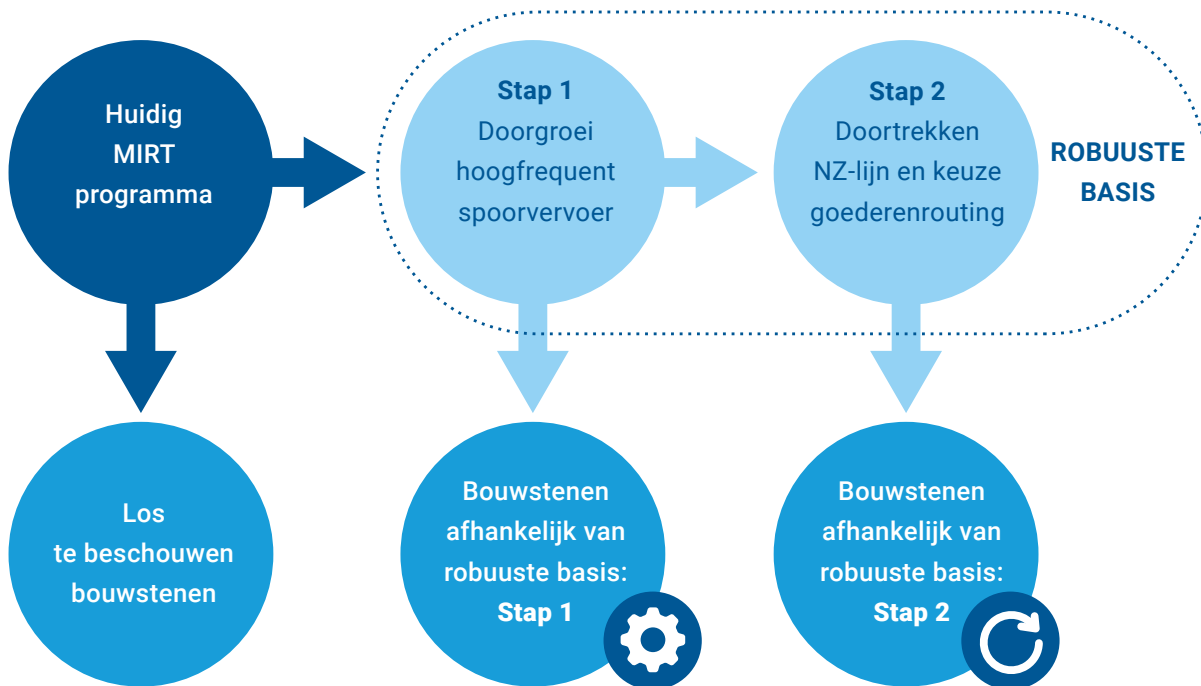 Huidig
MIRT
programma
Stap 1
Doorgroei
hoogfrequent
spoorvervoer
Stap 2
Doortrekken
NZ-lijn en keuze
goederenrouting
ROBUUSTE
BASIS
Los
te beschouwen
bouwstenen
Bouwstenen
afhankelijk van
robuuste basis:
Stap 1
Bouwstenen
afhankelijk van
robuuste basis:
Stap 2